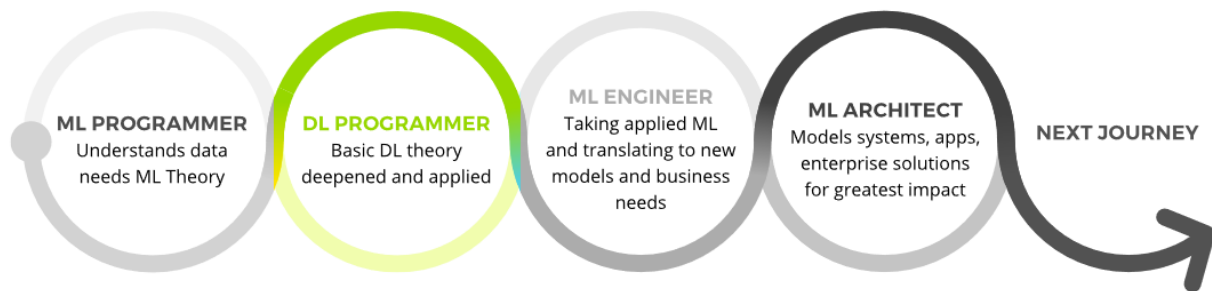 ML PROGRAMMER
Understands data
needs ML Theory
DL PROGRAMMER
Basic DL theory
deepened and applied
ML ENGINEER
Taking applied ML
and translating to new
models and business
needs
ML ARCHITECT
Models systems, apps,
enterprise solutions
for greatest impact
NEXT JOURNEY